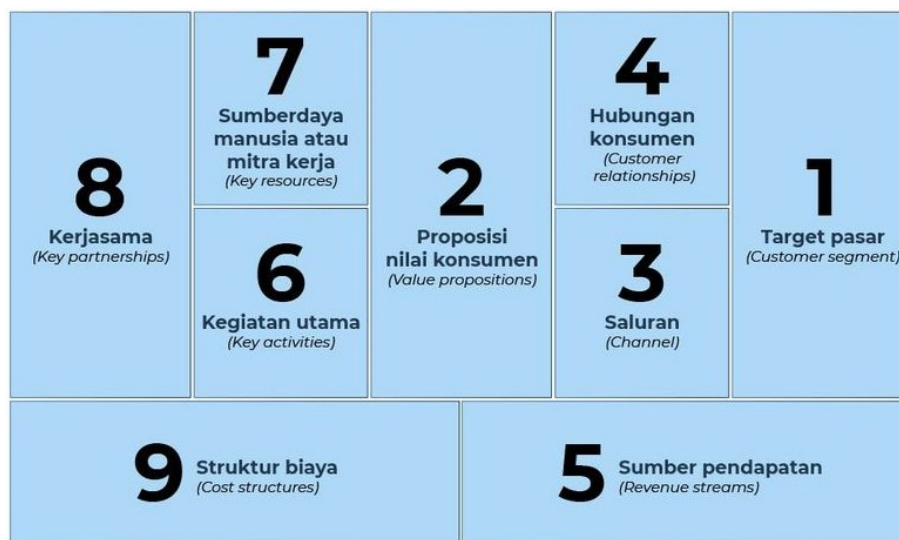 8
Kerjasama
(Key partnerships)
7
Sumberdaya
manusia atau
mitra kerja
(Key resources)
6
Kegiatan utama
(Key activities)
2
Proposisi
nilai konsumen
(Value propositions)
4
Hubungan
konsumen
(Customer
relationships)
3
Saluran
(Channel)
1
Target pasar
(Customer segment)
9
Struktur biaya
(Cost structures)
5
Sumber pendapatan
(Revenue streams)